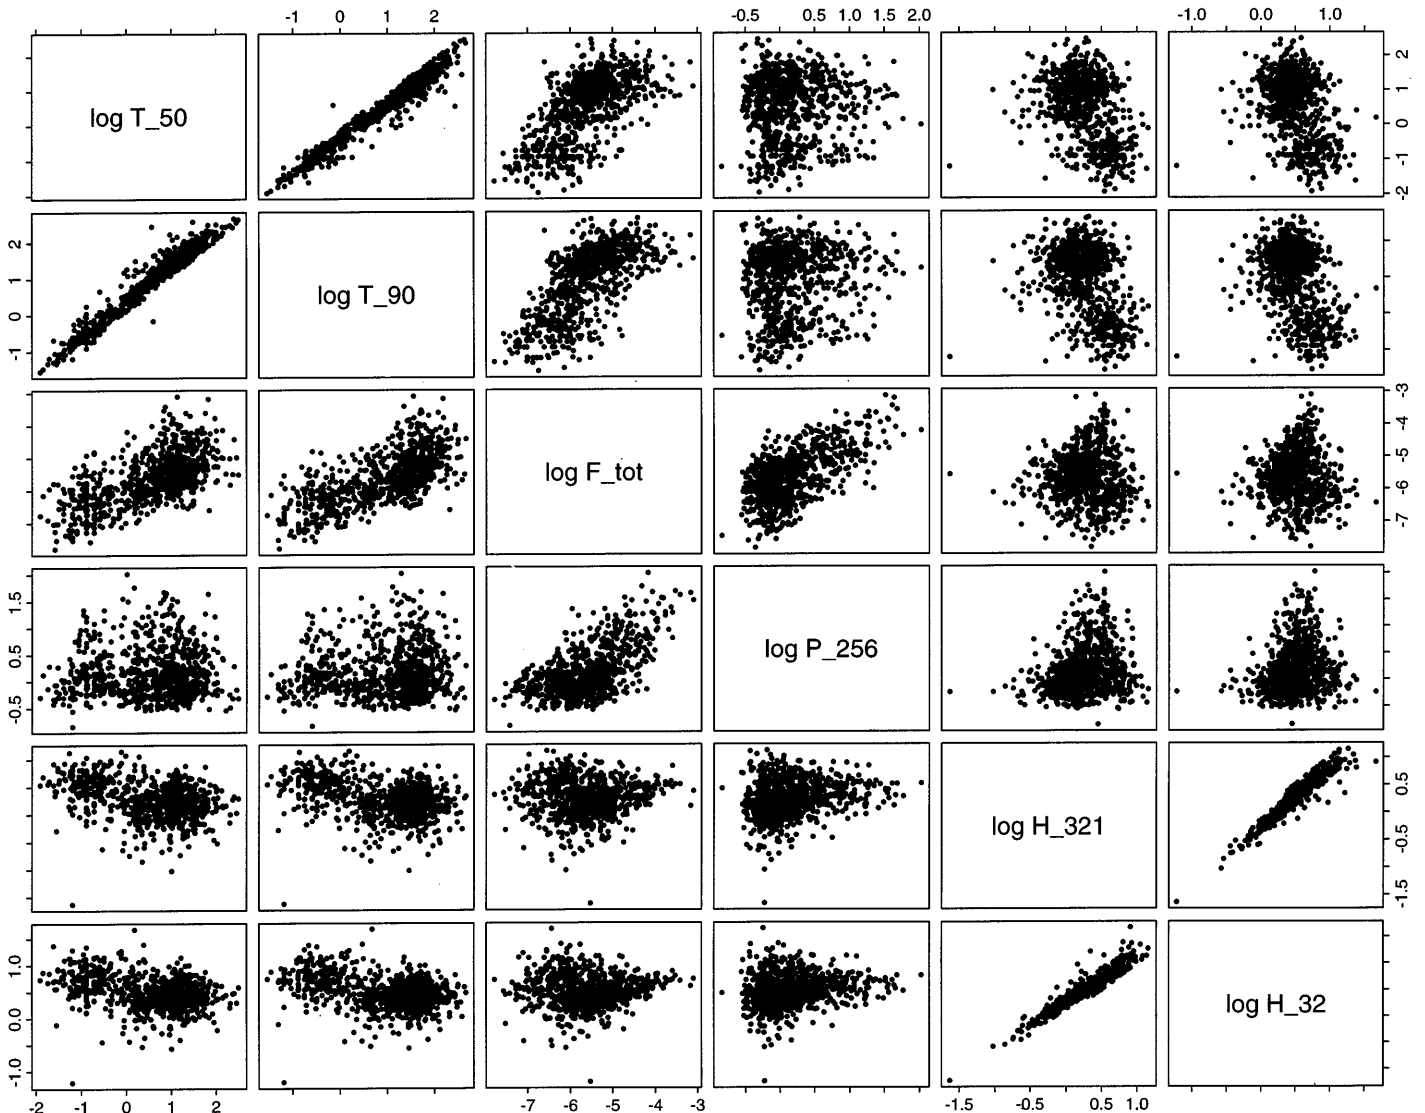 -1 0 1 2
-0.5 0.5 1.0 1.5 2.0
-1.0 0.0 1.0
log T_50
2 1 0 -1 -2
2 1 0 -1
log T_90
log F_tot
-3 -4 -5 -6 -7
1.5 0.5 -0.5
log P_256
log H_321
0.5 -0.5 -1.5
1.0 0.0 -1.0
log H_32
-2 -1 0 1 2
-7 -6 -5 -4 -3
-1.5 -0.5 0.5 1.0